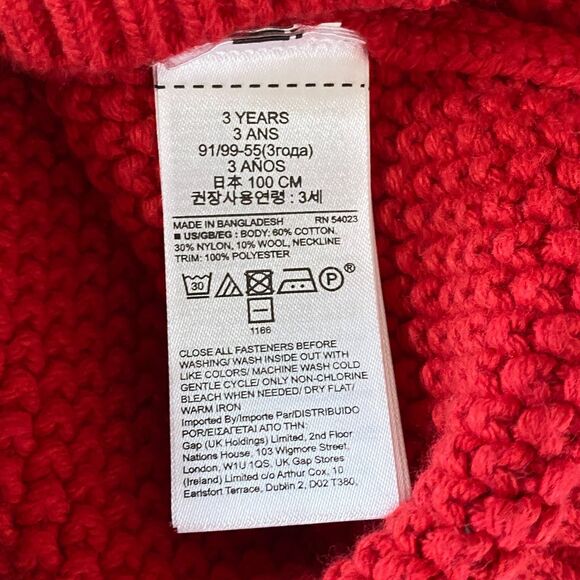 3 YEARS
3 ANS
91/99-55(3года)
3 AÑOS
日本 100 CM
권장사용연령 : 3세
MADE IN BANGLADESH RN 54023
■ US/GB/EG : BODY: 60% COTTON,
30% NYLON, 10% WOOL, NECKLINE
TRIM: 100% POLYESTER
30 P®
1166
CLOSE ALL FASTENERS BEFORE
WASHING/ WASH INSIDE OUT WITH
LIKE COLORS/ MACHINE WASH COLD
GENTLE CYCLE/ ONLY NON-CHLORINE
BLEACH WHEN NEEDED/ DRY FLAT/
WARM IRON
Imported By/Importe Par/DISTRIBUIDO
POR/ΕΙΣΑΓΕΤΑΙ ΑΠΟ ΤΗΝ:
Gap (UK Holdings) Limited, 2nd Floor
Nations House, 103 Wigmore Street,
London, W1U 1QS, UK Gap Stores
(Ireland) Limited c/o Arthur Cox, 10
Earlsfort Terrace, Dublin 2, D02 T380,